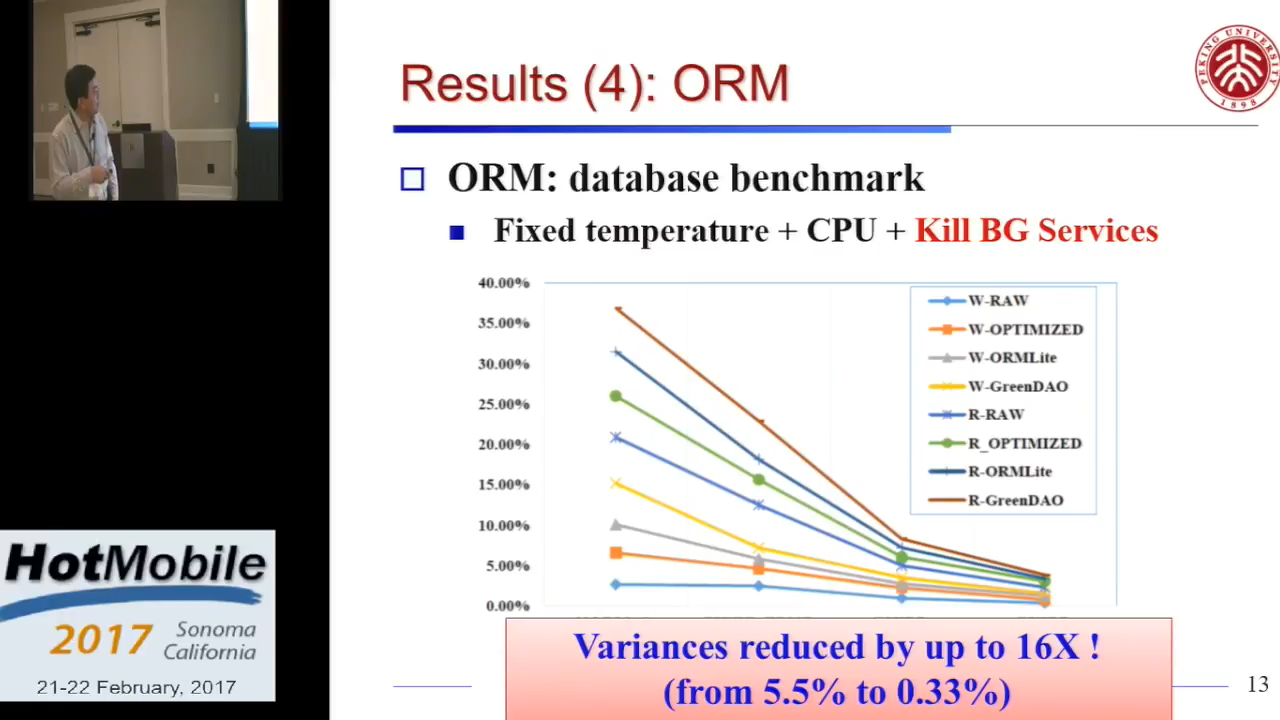 Results (4): ORM
PEKING UNIVERSITY
1898
ORM: database benchmark
Fixed temperature + CPU + Kill BG Services
40.00%
35.00%
30.00%
25.00%
20.00%
15.00%
10.00%
5.00%
0.00%
W-RAW
W-OPTIMIZED
W-ORMLite
W-GreenDAO
R-RAW
R_OPTIMIZED
R-ORMLite
R-GreenDAO
Variances reduced by up to 16X !
(from 5.5% to 0.33%)
13
HotMobile
2017 Sonoma
California
21-22 February, 2017